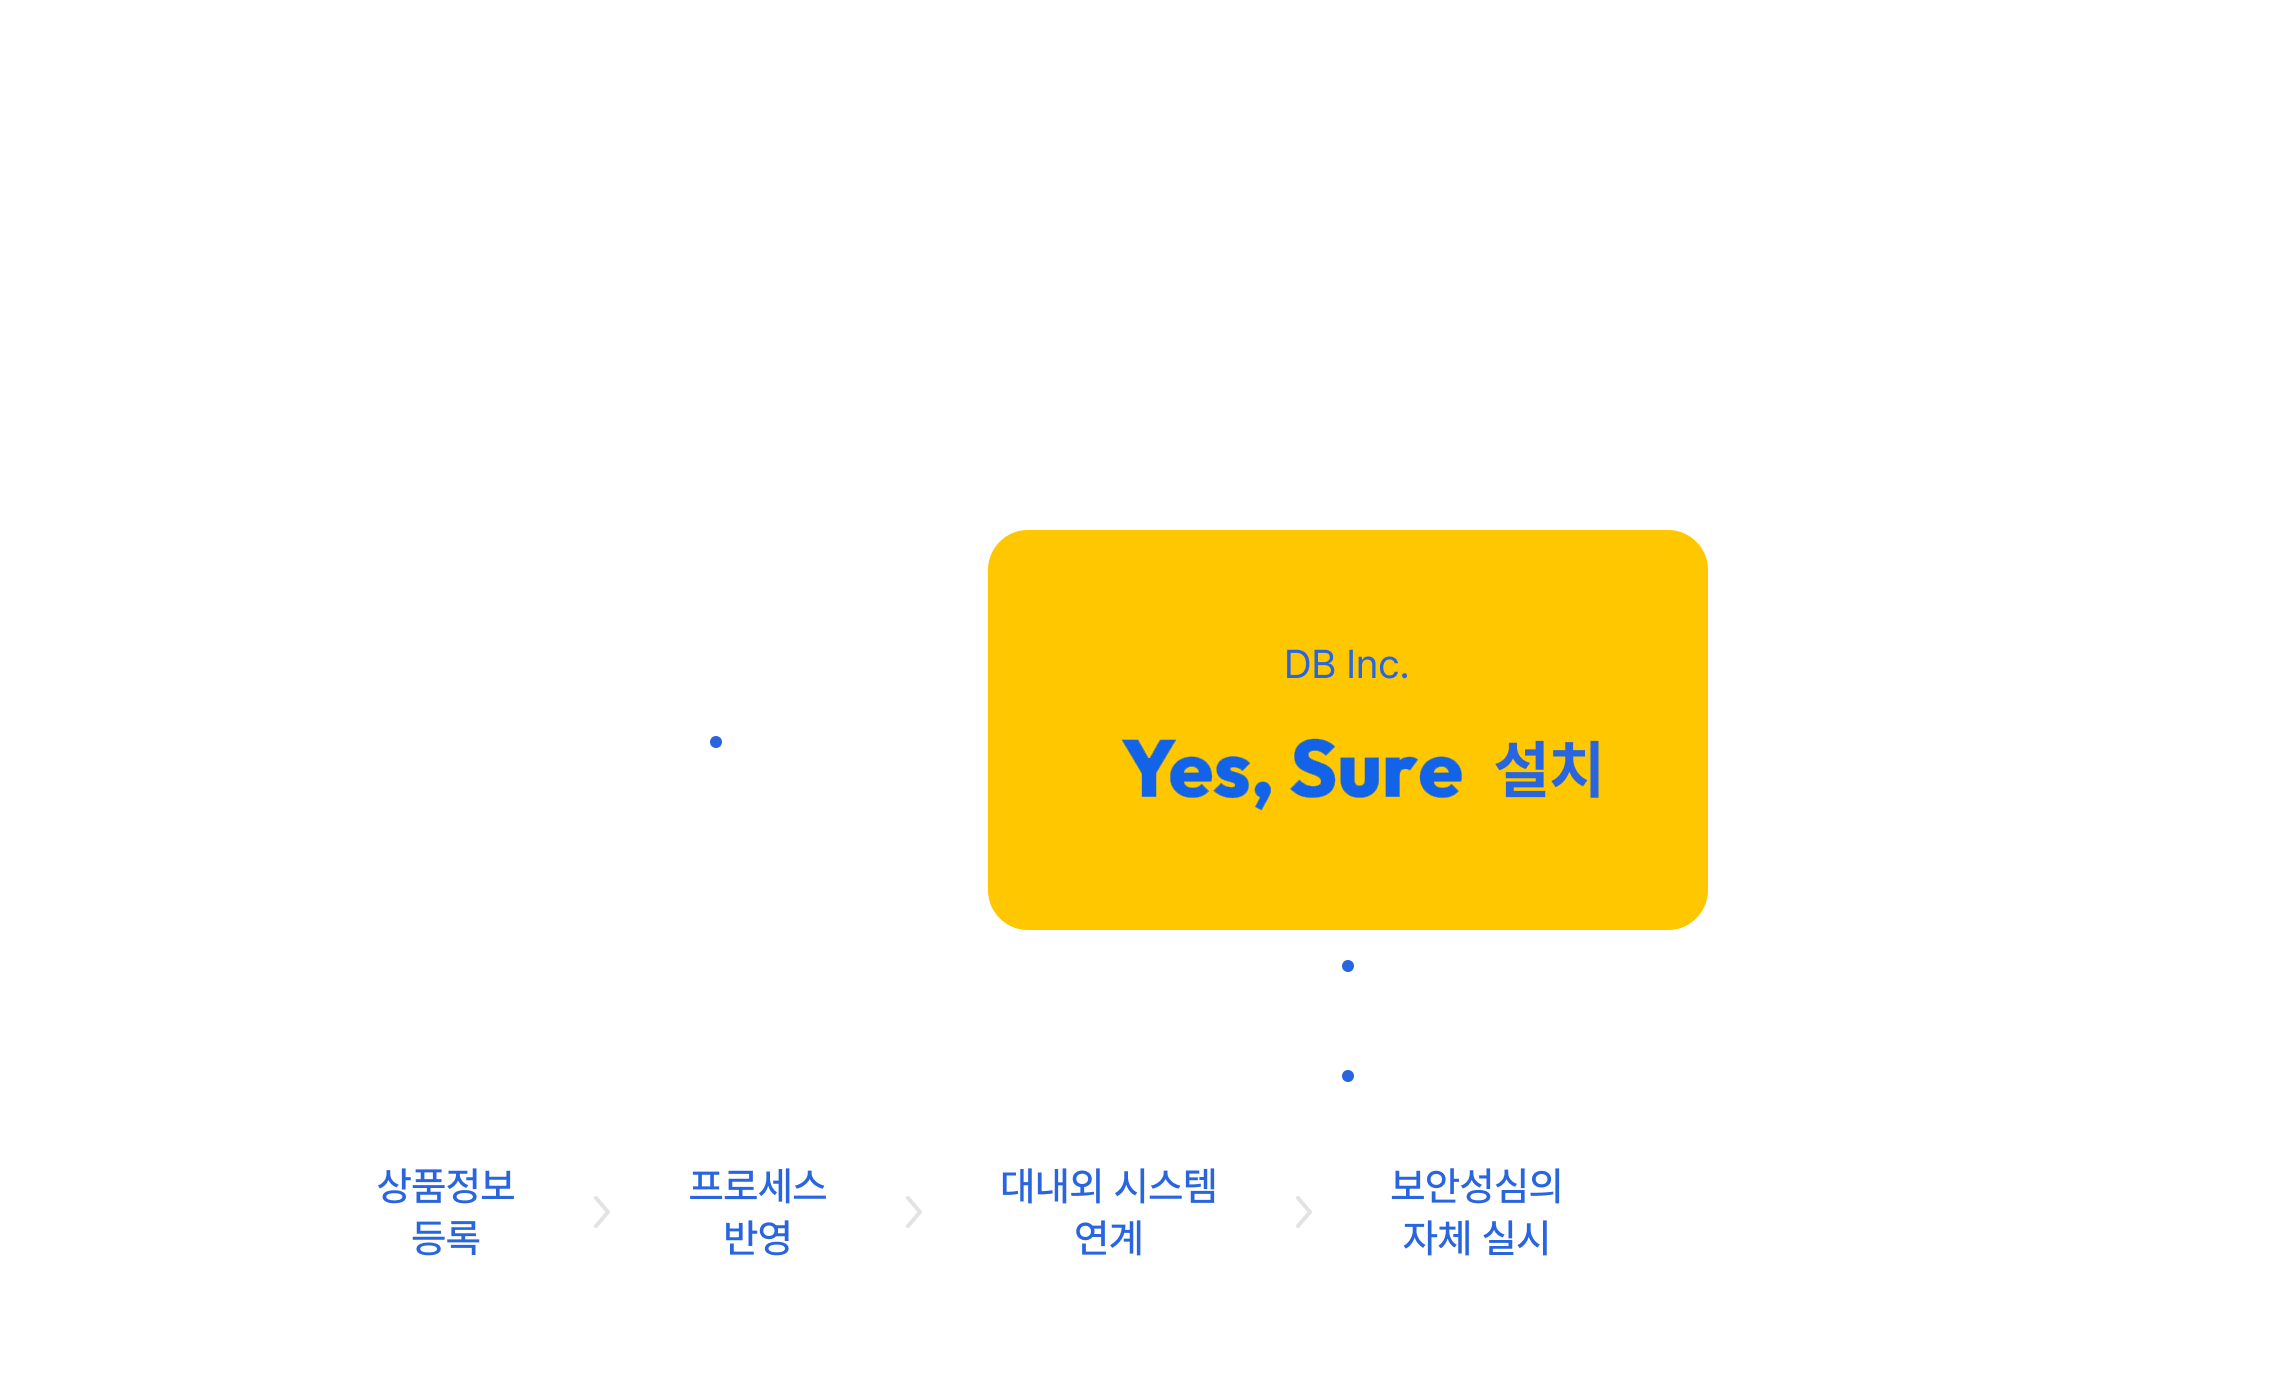 DB Inc.
Yes, Sure 설치
상품정보
등록
프로세스
반영
대내외 시스템
연계
보안성심의
자체 실시